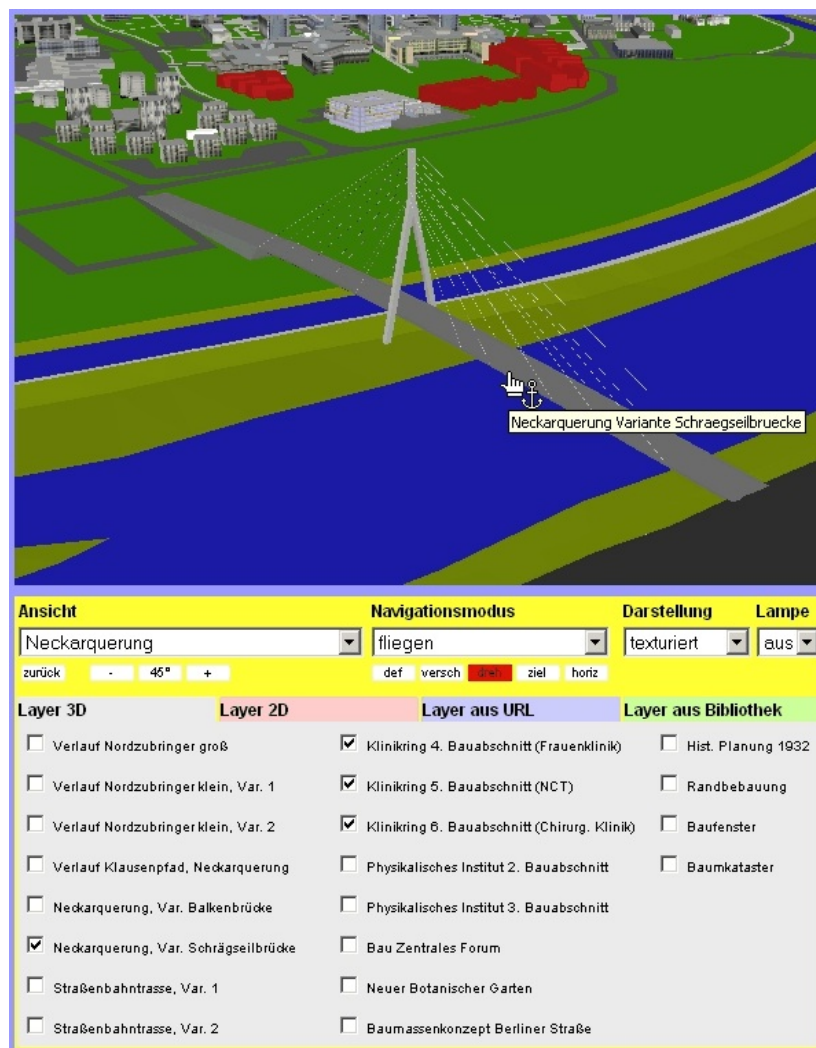 Neckarquerung Variante Schraegseilbruecke
Ansicht Navigationsmodus Darstellung Lampe
Neckarquerung fliegen texturiert aus
zurück - 45° + def versch dreh ziel horiz
Layer 3D Layer 2D Layer aus URL Layer aus Bibliothek
Verlauf Nordzubringer groß Klinikring 4. Bauabschnitt (Frauenklinik) Hist. Planung 1932
Verlauf Nordzubringer klein, Var. 1 Klinikring 5. Bauabschnitt (NCT) Randbebauung
Verlauf Nordzubringer klein, Var. 2 Klinikring 6. Bauabschnitt (Chirurg. Klinik) Baufenster
Verlauf Klausenpfad, Neckarquerung Physikalisches Institut 2. Bauabschnitt Baumkataster
Neckarquerung, Var. Balkenbrücke Physikalisches Institut 3. Bauabschnitt
Neckarquerung, Var. Schrägseilbrücke Bau Zentrales Forum
Straßenbahntrasse, Var. 1 Neuer Botanischer Garten
Straßenbahntrasse, Var. 2 Baumassenkonzept Berliner Straße